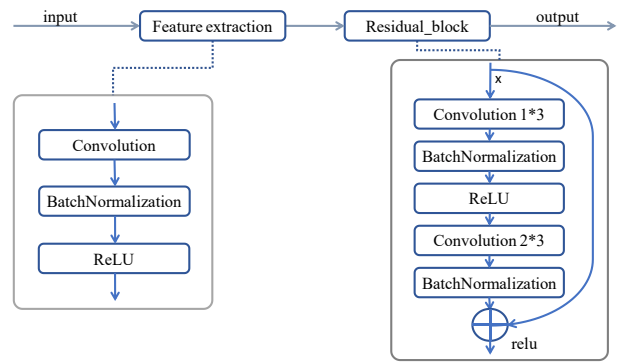 input
Feature extraction
Residual_block
output
Convolution
BatchNormalization
ReLU
x
Convolution 1*3
BatchNormalization
ReLU
Convolution 2*3
BatchNormalization
relu